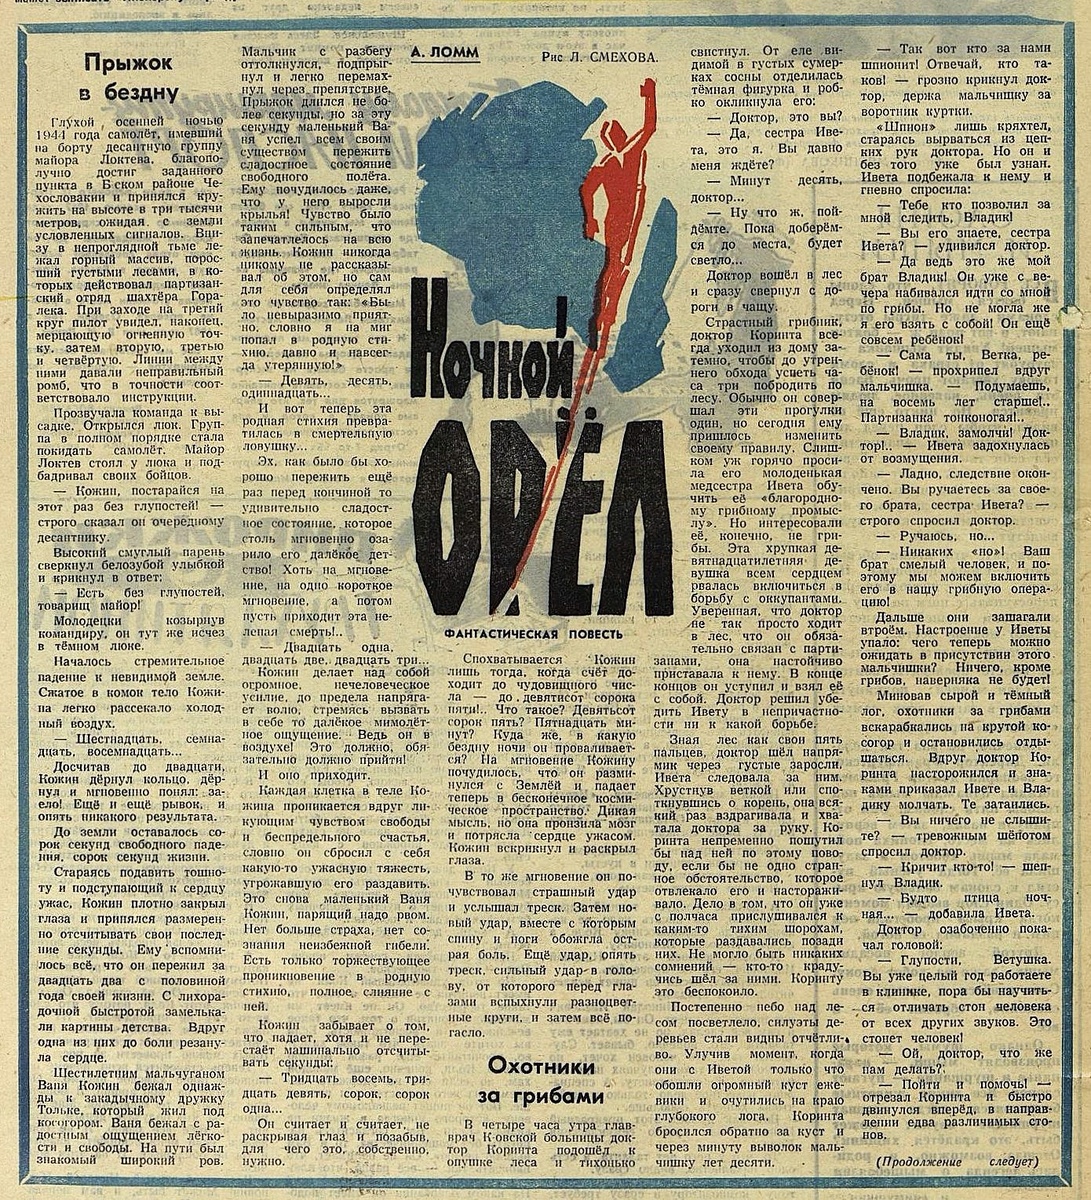 Прыжок
в бездну
Глухой осенней ночью
1944 года самолёт, имевший
на борту десантную группу
майора Локтева, благопо-
лучно достиг заданного
пункта в Б-ском районе Че-
хословакии и принялся кру-
жить на высоте в три тысячи
метров, ожидая с земли
условленных сигналов. Вни-
зу в непроглядной тьме ле-
жал горный массив, порос-
ший густыми лесами, в ко-
торых действовал партизан-
ский отряд шахтёра Гора-
лека. При заходе на третий
круг пилот увидел, наконец,
мерцающую огненную точ-
ку, затем вторую, третью
и четвёртую. Линии между
ними давали неправильный
ромб, что в точности соот-
ветствовало инструкции.
Прозвучала команда к вы-
садке. Открылся люк. Груп-
па в полном порядке стала
покидать самолёт. Майор
Локтев стоял у люка и под-
бадривал своих бойцов.
— Кожин, постарайся на
этот раз без глупостей! —
строго сказал он очередному
десантнику.
Высокий смуглый парень
сверкнул белозубой улыбкой
и крикнул в ответ:
— Есть без глупостей,
товарищ майор!
Молодецки козырнув
командиру, он тут же исчез
в тёмном люке.
Началось стремительное
падение к невидимой земле.
Сжатое в комок тело Кожи-
на легко рассекало холод-
ный воздух.
— Шестнадцать, семна-
дцать, восемнадцать...
Досчитав до двадцати,
Кожин дёрнул кольцо, дёр-
нул и мгновенно понял: за-
ело! Ещё и ещё рывок, и
опять никакого результата.
До земли оставалось со-
рок секунд свободного паде-
ния, сорок секунд жизни.
Стараясь подавить тошно-
ту и подступающий к сердцу
ужас, Кожин плотно закрыл
глаза и принялся размерен-
но отсчитывать свои послед-
ние секунды. Ему вспомни-
лось всё, что он пережил за
двадцать два с половиной
года своей жизни. С лихора-
дочной быстротой замелька-
ли картины детства. Вдруг
одна из них до боли резану-
ла сердце.
Шестилетним мальчуганом
Ваня Кожин бежал однаж-
ды к закадычному дружку
Тольке, который жил под
косогором. Ваня бежал с ра-
достным ощущением лёгко-
сти и свободы. На пути был
знакомый широкий ров.
Мальчик с разбегу
оттолкнулся, подпрыг-
нул и легко перемах-
нул через препятствие.
Прыжок длился не бо-
лее секунды, но за эту
секунду маленький Ва-
ня успел всем своим
существом пережить
сладостное состояние
свободного полёта.
Ему почудилось даже,
что у него выросли
крылья! Чувство было
таким сильным, что
запечатлелось на всю
жизнь. Кожин никогда
никому не рассказы-
вал об этом, но сам
для себя определял
это чувство так: «Бы-
ло невыразимо прият-
но, словно я на миг
попал в родную сти-
хию, давно и навсег-
да утерянную!»
— Девять, десять,
одиннадцать...
И вот теперь эта
родная стихия превра-
тилась в смертельную
ловушку...
Эх, как было бы хо-
рошо пережить ещё
раз перед кончиной то
удивительно сладост-
ное состояние, которое
столь мгновенно оза-
рило его далёкое дет-
ство! Хоть на мгнове-
ние, на одно короткое
мгновение, а потом
пусть приходит эта не-
лепая смерть!..
— Двадцать одна,
двадцать две, двадцать три...
Кожин делает над собой
огромное, нечеловеческое
усилие, до предела напряга-
ет волю, стремясь вызвать
в себе то далёкое мимолёт-
ное ощущение. Ведь он в
воздухе! Это должно, обя-
зательно должно прийти!
И оно приходит.
Каждая клетка в теле Ко-
жина проникается вдруг ли-
кующим чувством свободы
и беспредельного счастья,
словно он сбросил с себя
какую-то ужасную тяжесть,
угрожавшую его раздавить.
Это снова маленький Ваня
Кожин, парящий надо рвом.
Нет больше страха, нет со-
знания неизбежной гибели.
Есть только торжествующее
проникновение в родную
стихию, полное слияние с
ней.
Кожин забывает о том,
что падает, хотя и не пере-
стаёт машинально отсчиты-
вать секунды:
— Тридцать восемь, три-
дцать девять, сорок, сорок
одна...
Он считает и считает, не
раскрывая глаз и позабыв,
для чего это, собственно,
нужно.
А. ЛОММ
Рис Л. СМЕХОВА.
Ночной
ОРЁЛ
ФАНТАСТИЧЕСКАЯ ПОВЕСТЬ
Спохватывается Кожин
лишь тогда, когда счёт до-
ходит до чудовищного чис-
ла — до девятисот сорока
пяти!.. Что такое? Девятьсот
сорок пять? Пятнадцать ми-
нут? Куда же, в какую
бездну ночи он проваливает-
ся? На мгновение Кожину
почудилось, что он разми-
нулся с Землёй и падает
теперь в бесконечное косми-
ческое пространство! Дикая
мысль, но она пронзила мозг
и потрясла сердце ужасом.
Кожин вскрикнул и раскрыл
глаза.
В то же мгновение он по-
чувствовал страшный удар
и услышал треск. Затем но-
вый удар, вместе с которым
спину и ноги обожгла ост-
рая боль. Ещё удар, опять
треск, сильный удар в голо-
ву, от которого перед гла-
зами вспыхнули разноцвет-
ные круги, и затем всё по-
гасло.
Охотники
за грибами
В четыре часа утра глав-
врач К-овской больницы док-
тор Коринта подошёл к
опушке леса и тихонько
свистнул. От еле ви-
димой в густых сумер-
ках сосны отделилась
тёмная фигурка и роб-
ко окликнула его:
— Доктор, это вы?
— Да, сестра Иве-
та, это я. Вы давно
меня ждёте?
— Минут десять,
доктор...
— Ну что ж, пой-
дёмте. Пока доберём-
ся до места, будет
светло...
Доктор вошёл в лес
и сразу свернул с до-
роги в чащу.
Страстный грибник,
доктор Коринта все-
гда уходил из дому за-
темно, чтобы до утрен-
него обхода успеть ча-
са три побродить по
лесу. Обычно он совер-
шал эти прогулки
один, но сегодня ему
пришлось изменить
своему правилу. Слиш-
ком уж горячо проси-
ла его молоденькая
медсестра Ивета обу-
чить её «благородно-
му грибному промыс-
лу». Но интересовали
её, конечно, не гри-
бы. Эта хрупкая де-
вятнадцатилетняя де-
вушка всем сердцем
рвалась включиться в
борьбу с оккупантами.
Уверенная, что доктор
не так просто ходит
в лес, что он обяза-
тельно связан с парти-
занами, она настойчиво
приставала к нему. В конце
концов он уступил и взял её
с собой. Доктор решил убе-
дить Ивету в непричастно-
сти ни к какой борьбе.
Зная лес как свои пять
пальцев, доктор шёл напря-
мик через густые заросли.
Ивета следовала за ним.
Хрустнув веткой или спо-
ткнувшись о корень, она вся-
кий раз вздрагивала и хва-
тала доктора за руку. Ко-
ринта непременно пошутил
бы над ней по этому пово-
ду, если бы не одно стран-
ное обстоятельство, которое
отвлекало его и насторажи-
вало. Дело в том, что он уже
с полчаса прислушивался к
каким-то тихим шорохам,
которые раздавались позади
них. Не могло быть никаких
сомнений — кто-то краду-
чись шёл за ними. Коринту
это беспокоило.
Постепенно небо над ле-
сом посветлело, силуэты де-
ревьев стали видны отчётли-
во. Улучив момент, когда
они с Иветой только что
обошли огромный куст еже-
вики и очутились на краю
глубокого лога, Коринта
бросился обратно за куст и
через минуту выволок маль-
чишку лет десяти.
— Так вот кто за нами
шпионит! Отвечай, кто та-
ков! — грозно крикнул док-
тор, держа мальчишку за
воротник куртки.
«Шпион» лишь кряхтел,
стараясь вырваться из цеп-
ких рук доктора. Но он и
без того уже был узнан.
Ивета подбежала к нему и
гневно спросила:
— Тебе кто позволил за
мной следить, Владик!
— Вы его знаете, сестра
Ивета? — удивился доктор.
— Да ведь это же мой
брат Владик! Он уже с ве-
чера набивался идти со мной
по грибы. Но не могла же
я его взять с собой! Он ещё
совсем ребёнок!
— Сама ты, Ветка, ре-
бёнок! — прохрипел вдруг
мальчишка. — Подумаешь,
на восемь лет старше!..
Партизанка тонконогая!..
— Владик, замолчи! Док-
тор!.. — Ивета задохнулась
от возмущения.
— Ладно, следствие окон-
чено. Вы ручаетесь за свое-
го брата, сестра Ивета? —
строго спросил доктор.
— Ручаюсь, но...
— Никаких «но»! Ваш
брат смелый человек, и по-
этому мы можем включить
его в нашу грибную опера-
цию!
Дальше они зашагали
втроём. Настроение у Иветы
упало: чего теперь можно
ожидать в присутствии этого
мальчишки? Ничего, кроме
грибов, наверняка не будет!
Миновав сырой и тёмный
лог, охотники за грибами
вскарабкались на крутой ко-
согор и остановились отды-
шаться. Вдруг доктор Ко-
ринта насторожился и зна-
ками приказал Ивете и Вла-
дику молчать. Те затаились.
— Вы ничего не слыши-
те? — тревожным шёпотом
спросил доктор.
— Кричит кто-то! — шеп-
нул Владик.
— Будто птица ноч-
ная... — добавила Ивета.
Доктор озабоченно пока-
чал головой:
— Глупости, Ветушка.
Вы уже целый год работаете
в клинике, пора бы научить-
ся отличать стон человека
от всех других звуков. Это
стонет человек!
— Ой, доктор, что же
нам делать?
— Пойти и помочь! —
отрезал Коринта и быстро
двинулся вперёд, в направ-
лении едва различимых сто-
нов.
(Продолжение следует)